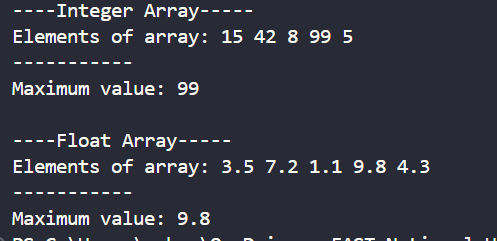 ----Integer Array-----
Elements of array: 15 42 8 99 5
-----------
Maximum value: 99
----Float Array-----
Elements of array: 3.5 7.2 1.1 9.8 4.3
-----------
Maximum value: 9.8